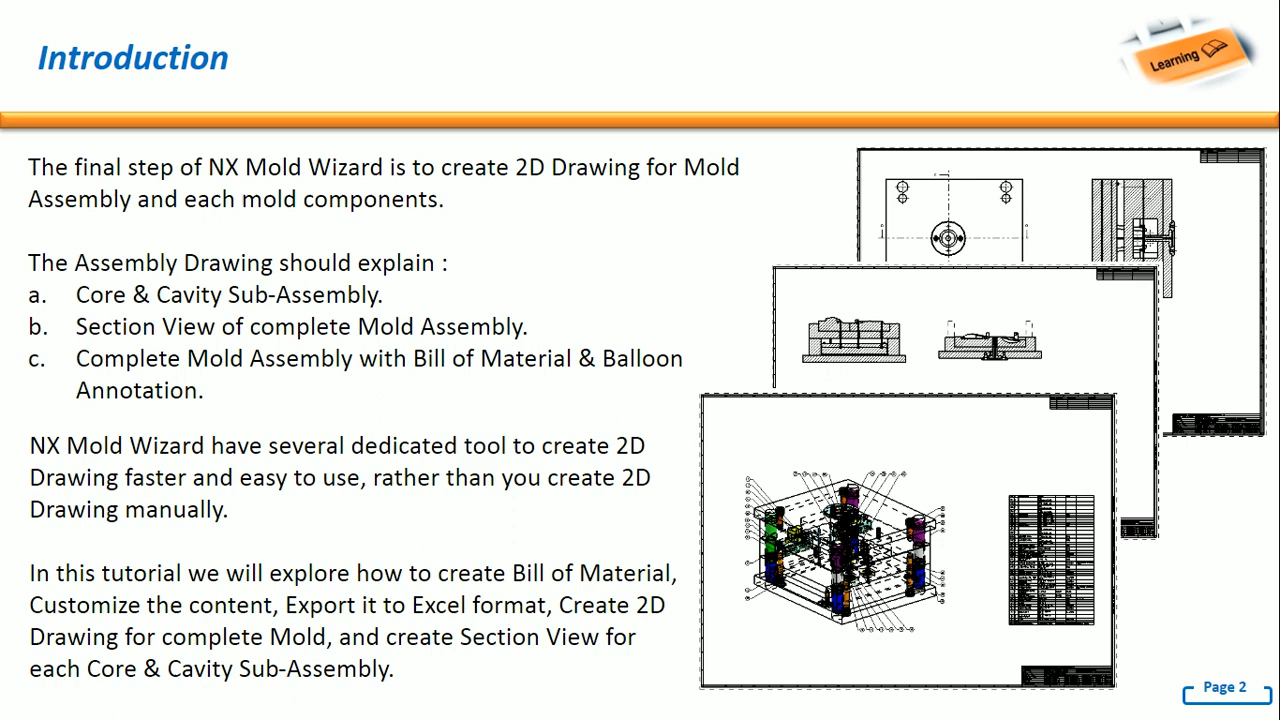 Introduction
Learning
The final step of NX Mold Wizard is to create 2D Drawing for Mold
Assembly and each mold components.
The Assembly Drawing should explain :
a. Core & Cavity Sub-Assembly.
b. Section View of complete Mold Assembly.
c. Complete Mold Assembly with Bill of Material & Balloon
Annotation.
NX Mold Wizard have several dedicated tool to create 2D
Drawing faster and easy to use, rather than you create 2D
Drawing manually.
In this tutorial we will explore how to create Bill of Material,
Customize the content, Export it to Excel format, Create 2D
Drawing for complete Mold, and create Section View for
each Core & Cavity Sub-Assembly.
Page 2